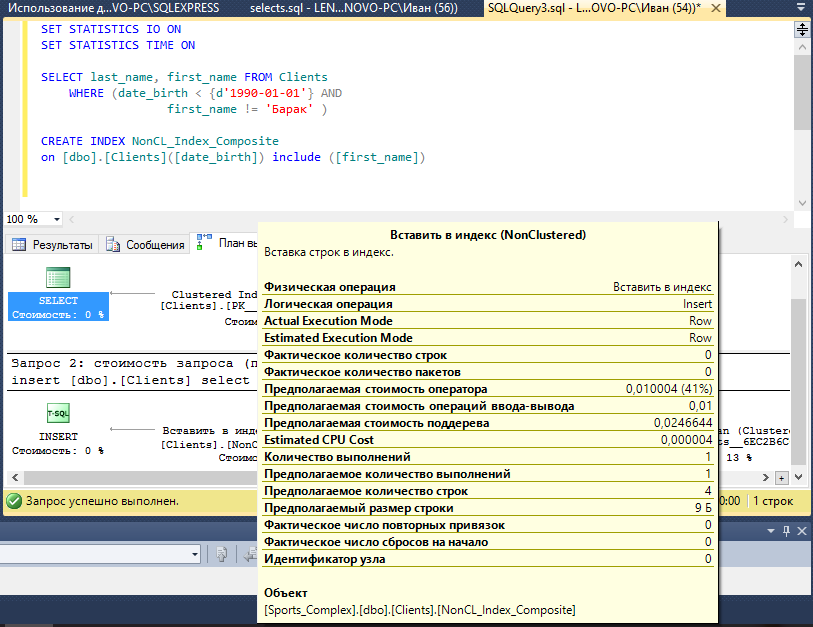 Использование д...VO-PC\SQLEXPRESS
selects.sql - LEN...NOVO-PC\Иван (56))
SQLQuery3.sql - L...OVO-PC\Иван (54))*
SET STATISTICS IO ON
SET STATISTICS TIME ON
SELECT last_name, first_name FROM Clients
WHERE (date_birth < {d'1990-01-01'} AND
first_name != 'Барак' )
CREATE INDEX NonCL_Index_Composite
on [dbo].[Clients]([date_birth]) include ([first_name])
100 %
Результаты
Сообщения
План вы
SELECT
Стоимость: 0 %
Clustered Ind
[Clients].[PK__
Стоим
Запрос 2: стоимость запроса (п
insert [dbo].[Clients] select
T-SQL
INSERT
Стоимость: 0 %
Вставить в инд
[Clients].[NonC
Стоимос
an (Cluster
ts__6EC2B6C
13 %
Запрос успешно выполнен.
0:00
1 строк
Вставить в индекс (NonClustered)
Вставка строк в индекс.
Физическая операция Вставить в индекс
Логическая операция Insert
Actual Execution Mode Row
Estimated Execution Mode Row
Фактическое количество строк 0
Фактическое количество пакетов 0
Предполагаемая стоимость оператора 0,010004 (41%)
Предполагаемая стоимость операций ввода-вывода 0,01
Предполагаемая стоимость поддерева 0,0246644
Estimated CPU Cost 0,000004
Количество выполнений 1
Предполагаемое количество выполнений 1
Предполагаемое количество строк 4
Предполагаемый размер строки 9 Б
Фактическое число повторных привязок 0
Фактическое число сбросов на начало 0
Идентификатор узла 0
Объект
[Sports_Complex].[dbo].[Clients].[NonCL_Index_Composite]